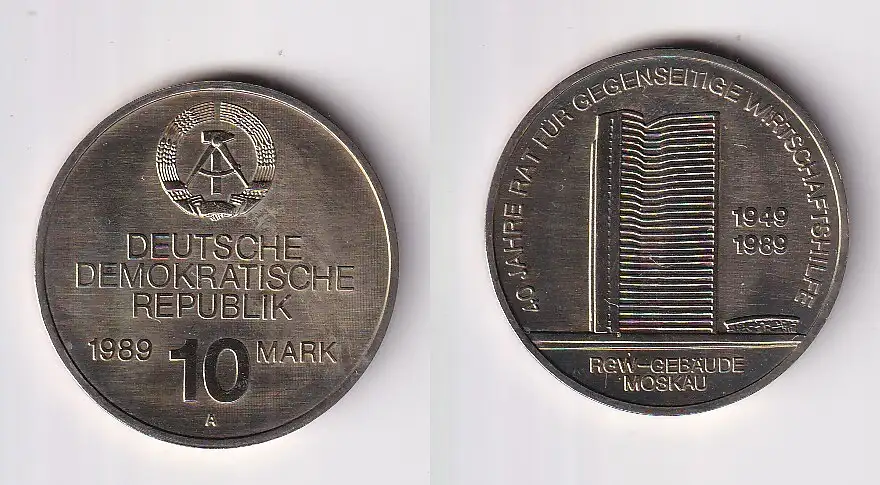 DEUTSCHE
DEMOKRATISCHE
REPUBLIK
1989 10 MARK
A
40 JAHRE RAT FÜR GEGENSEITIGE WIRTSCHAFTSHILFE
1949
1989
RGW-GEBÄUDE
MOSKAU